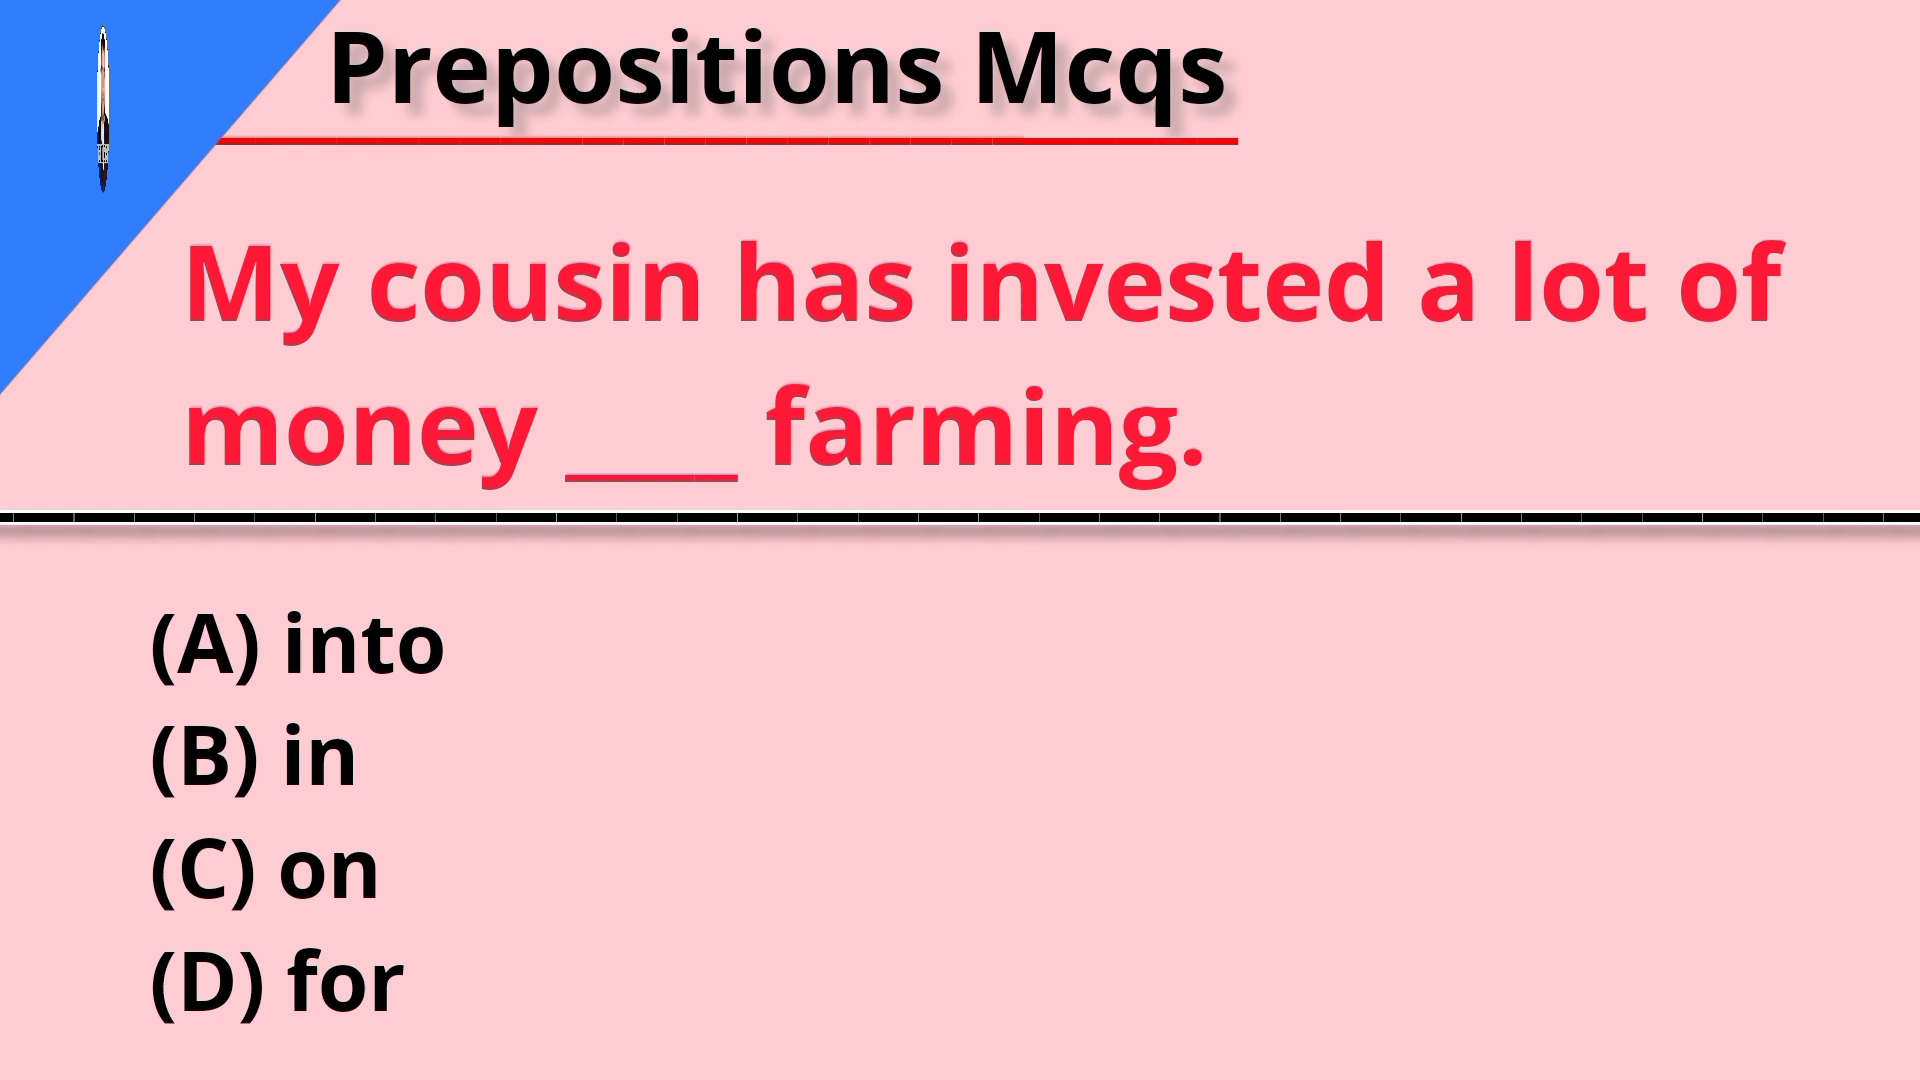 Prepositions Mcqs
My cousin has invested a lot of
money ____ farming.
(A) into
(B) in
(C) on
(D) for